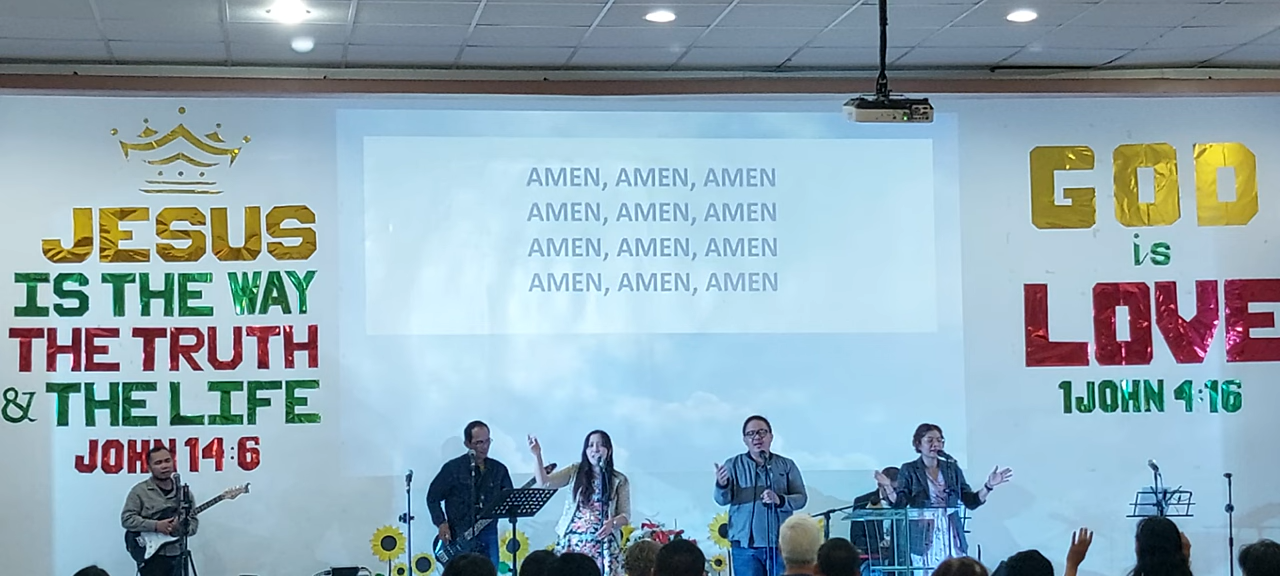 JESUS
IS THE WAY
THE TRUTH
& THE LIFE
JOHN 14:6
AMEN, AMEN, AMEN
AMEN, AMEN, AMEN
AMEN, AMEN, AMEN
AMEN, AMEN, AMEN
GOD
is
LOVE
1JOHN 4:16